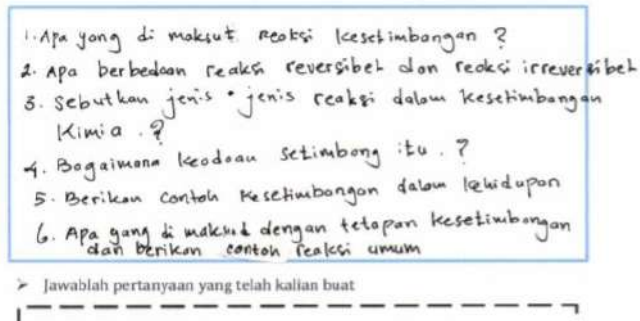 1. Apa yang di maksut reaksi kesetimbangan ?
2. Apa berbedaan reaksi reversibel dan reaksi irreversibel
3. Sebutkan jenis - jenis reaksi dalam kesetimbangan
Kimia . ?
4. Bagaimana keadaan setimbang itu . ?
5. Berikan contoh kesetimbangan dalam kehidupan
6. Apa yang di maksud dengan tetapan kesetimbangan
dan berikan contoh reaksi umum
➢ Jawablah pertanyaan yang telah kalian buat